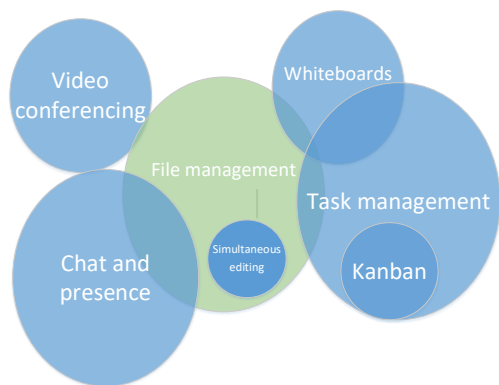 Video
conferencing
Whiteboards
File management
Task management
Simultaneous
editing
Chat and
presence
Kanban